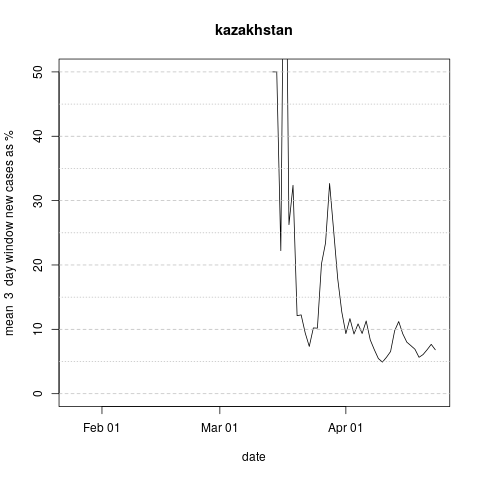 kazakhstan
mean 3 day window new cases as %
50
40
30
20
10
0
Feb 01
Mar 01
Apr 01
date